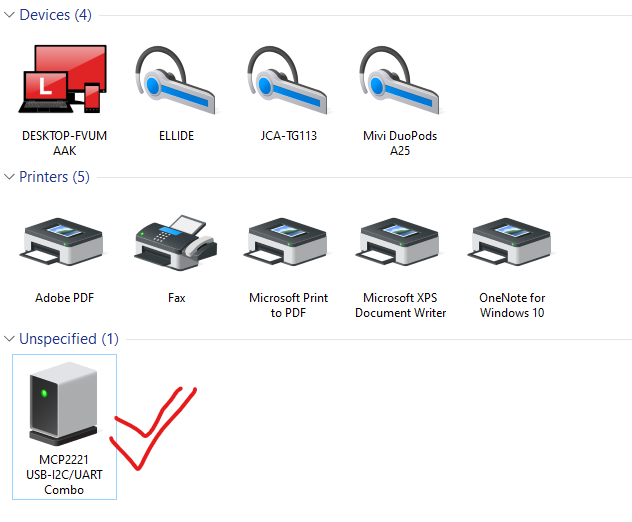 Devices (4)
DESKTOP-FVUM
AAK
ELLIDE
JCA-TG113
Mivi DuoPods
A25
Printers (5)
Adobe PDF
Fax
Microsoft Print
to PDF
Microsoft XPS
Document Writer
OneNote for
Windows 10
Unspecified (1)
MCP2221
USB-I2C/UART
Combo